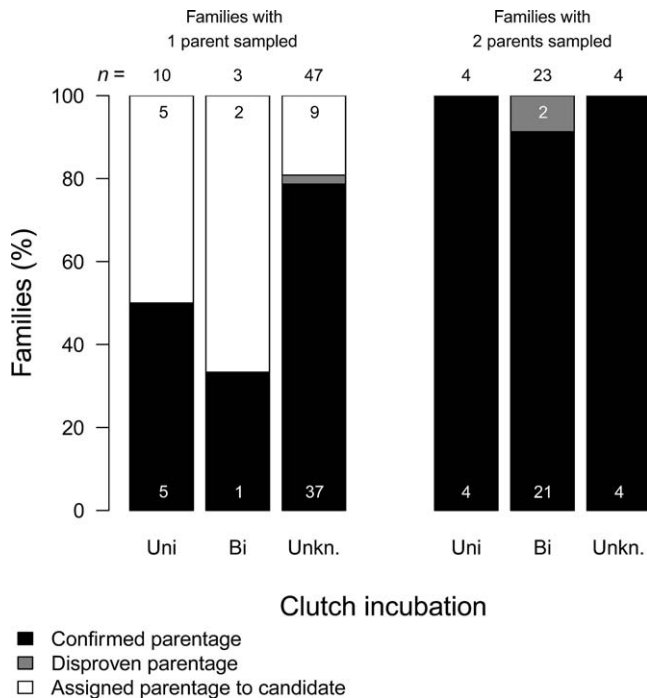 Families with
1 parent sampled
Families with
2 parents sampled
n = 10 3 47 4 23 4
100
80
60
40
20
0
Families (%)
5 2 9 2
5 1 37 4 21 4
Uni Bi Unkn. Uni Bi Unkn.
Clutch incubation
Confirmed parentage
Disproven parentage
Assigned parentage to candidate